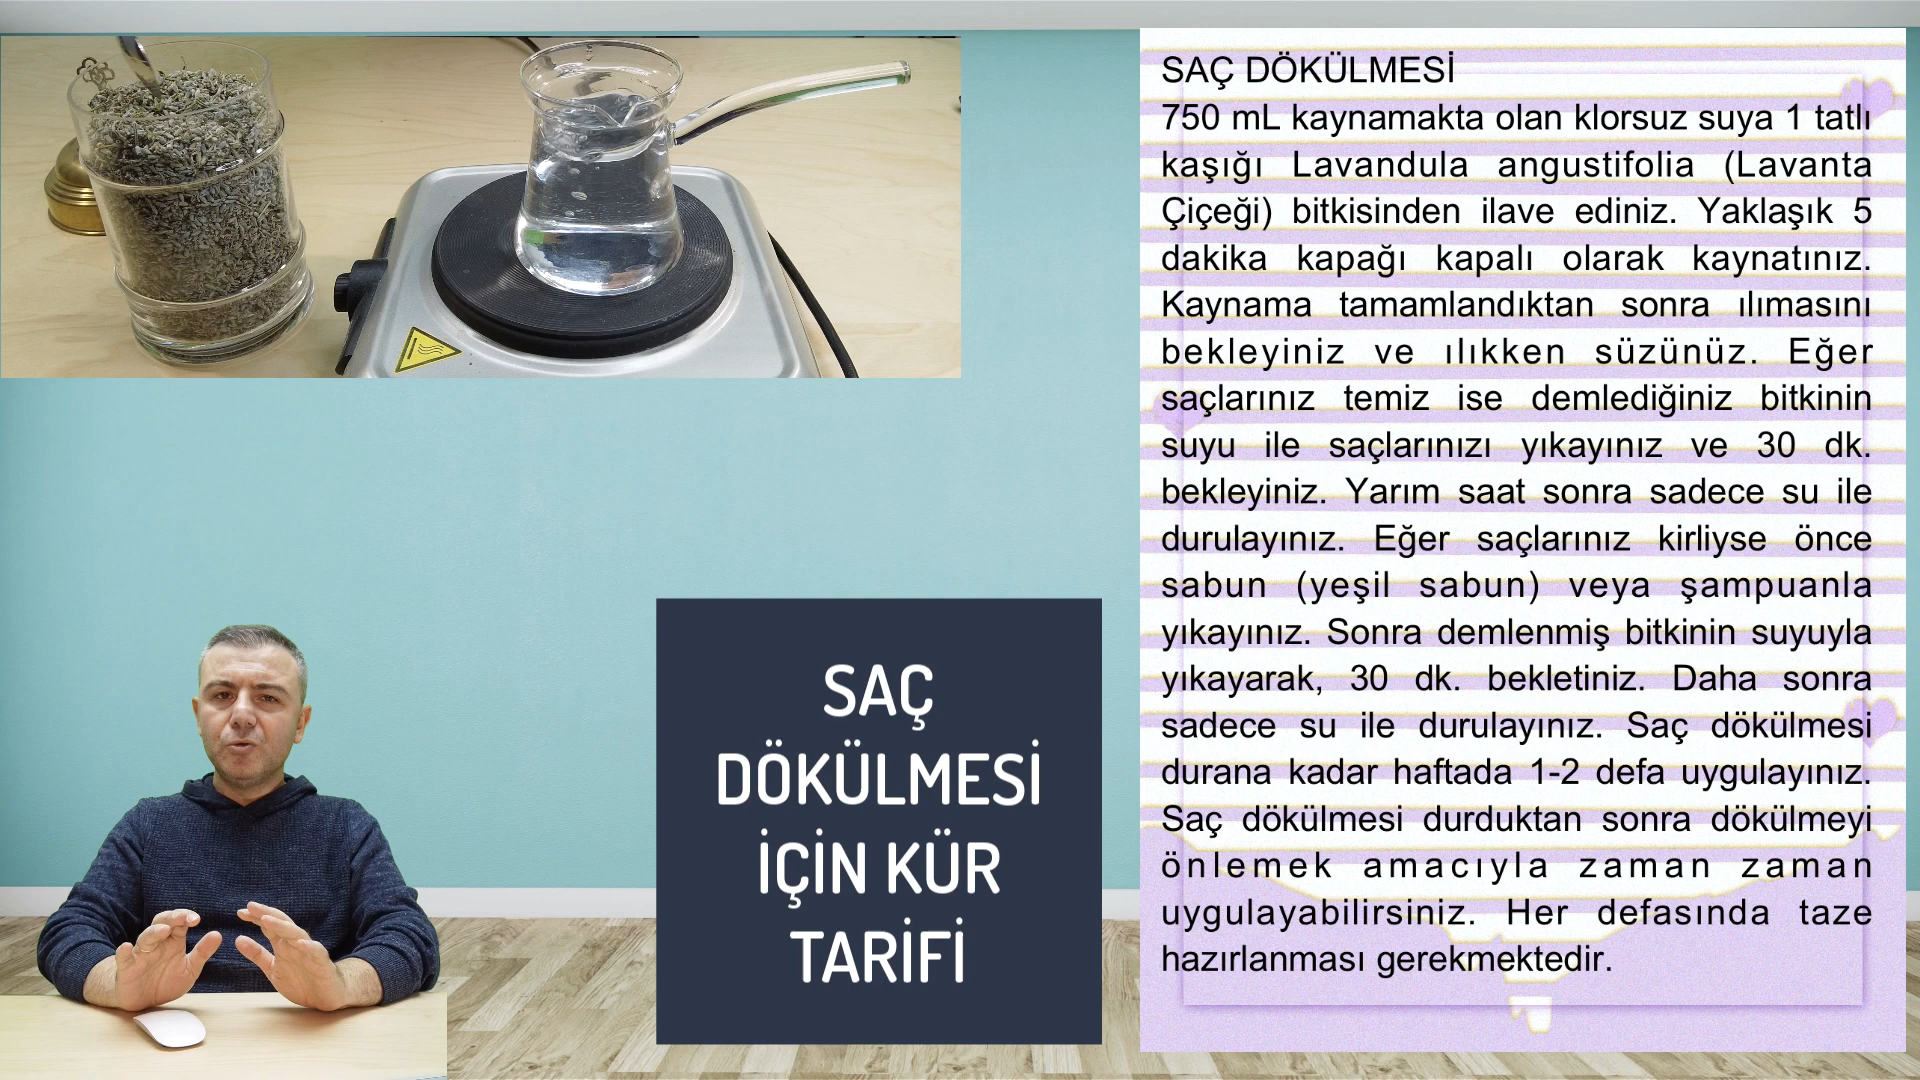 SAÇ DÖKÜLMESİ
750 mL kaynamakta olan klorsuz suya 1 tatlı
kaşığı Lavandula angustifolia (Lavanta
Çiçeği) bitkisinden ilave ediniz. Yaklaşık 5
dakika kapağı kapalı olarak kaynatınız.
Kaynama tamamlandıktan sonra ılımasını
bekleyiniz ve ılıkken süzünüz. Eğer
saçlarınız temiz ise demlediğiniz bitkinin
suyu ile saçlarınızı yıkayınız ve 30 dk.
bekleyiniz. Yarım saat sonra sadece su ile
durulayınız. Eğer saçlarınız kirliyse önce
sabun (yeşil sabun) veya şampuanla
yıkayınız. Sonra demlenmiş bitkinin suyuyla
yıkayarak, 30 dk. bekletiniz. Daha sonra
sadece su ile durulayınız. Saç dökülmesi
durana kadar haftada 1-2 defa uygulayınız.
Saç dökülmesi durduktan sonra dökülmeyi
önlemek amacıyla zaman zaman
uygulayabilirsiniz. Her defasında taze
hazırlanması gerekmektedir.
SAÇ
DÖKÜLMESİ
İÇİN KÜR
TARİFİ